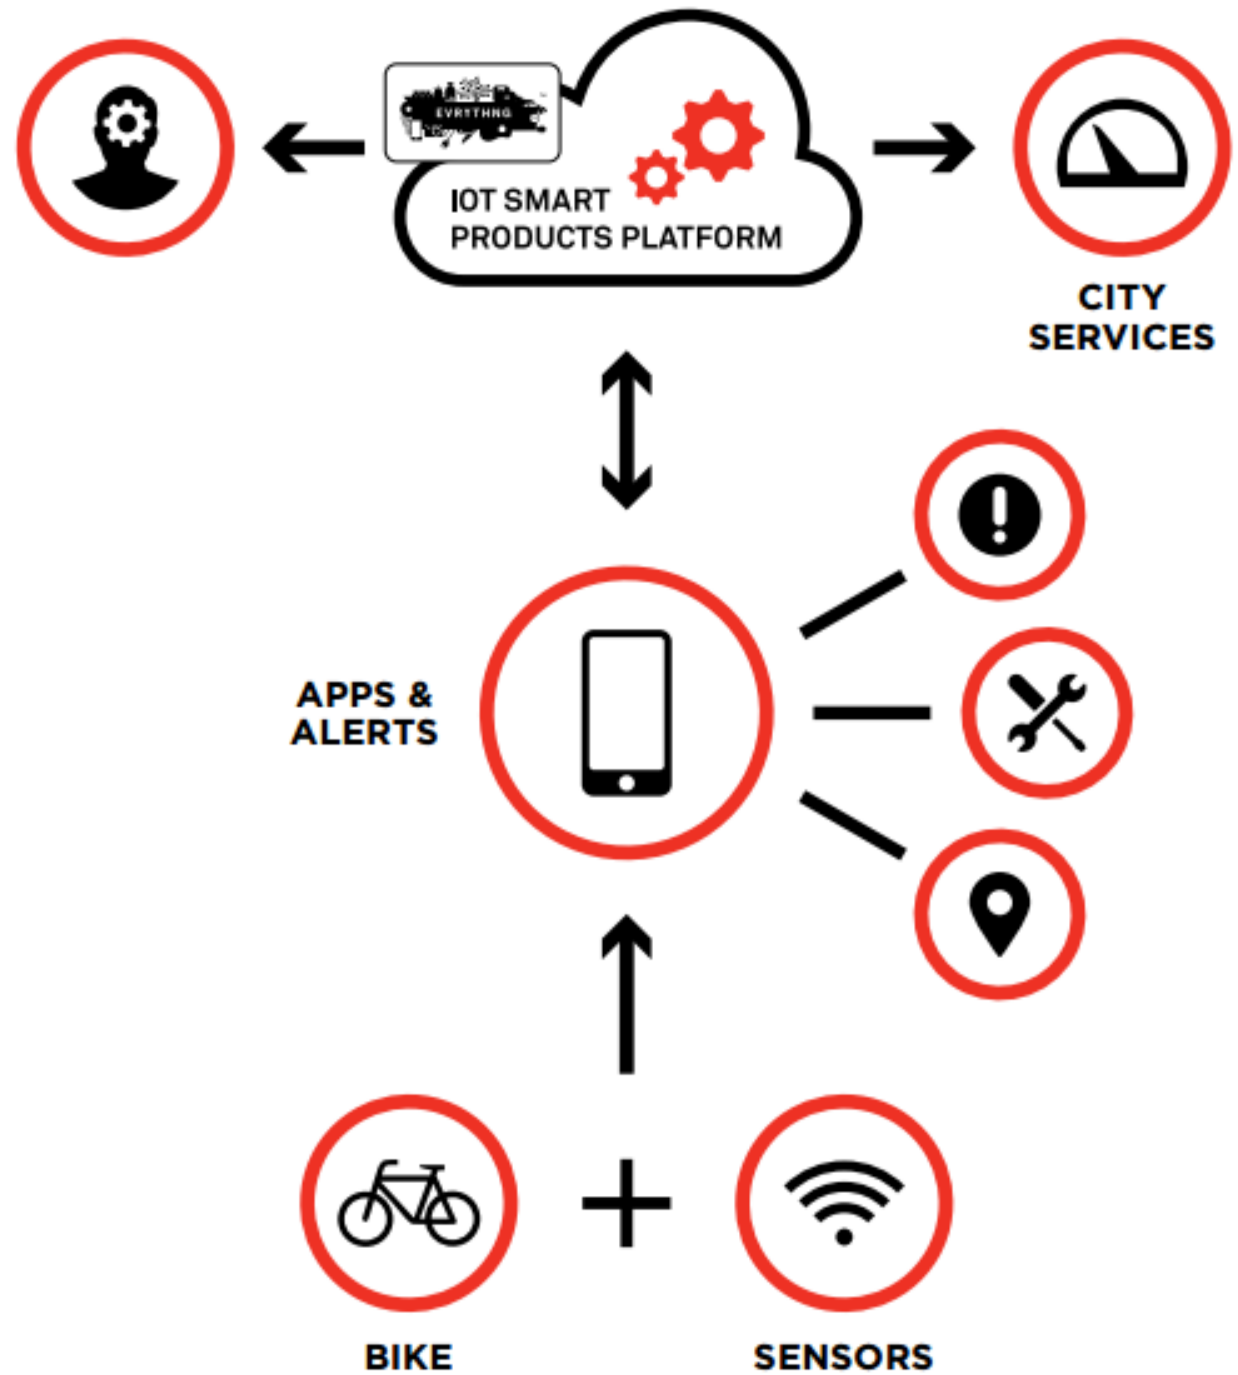 EVRYTHNG
IOT SMART
PRODUCTS PLATFORM
CITY
SERVICES
APPS &
ALERTS
BIKE
SENSORS